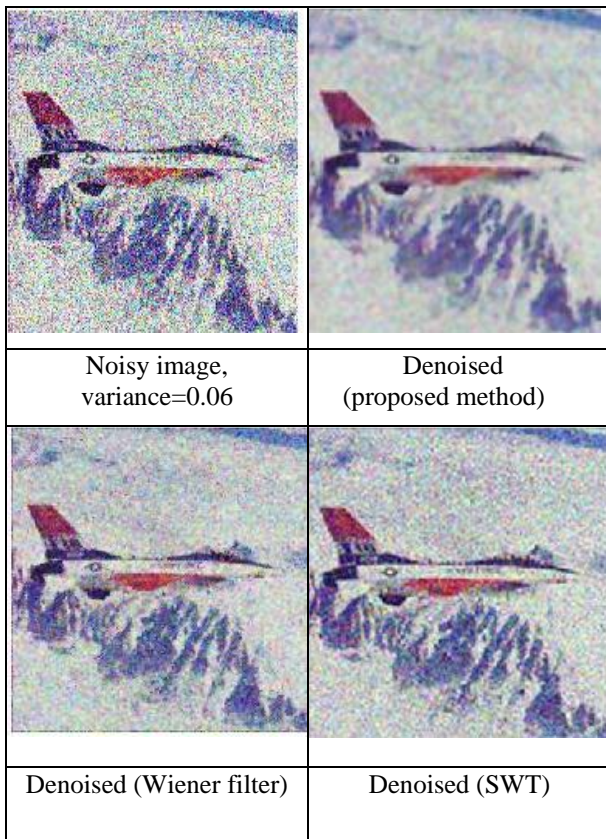 Noisy image,
variance=0.06
Denoised
(proposed method)
Denoised (Wiener filter)
Denoised (SWT)